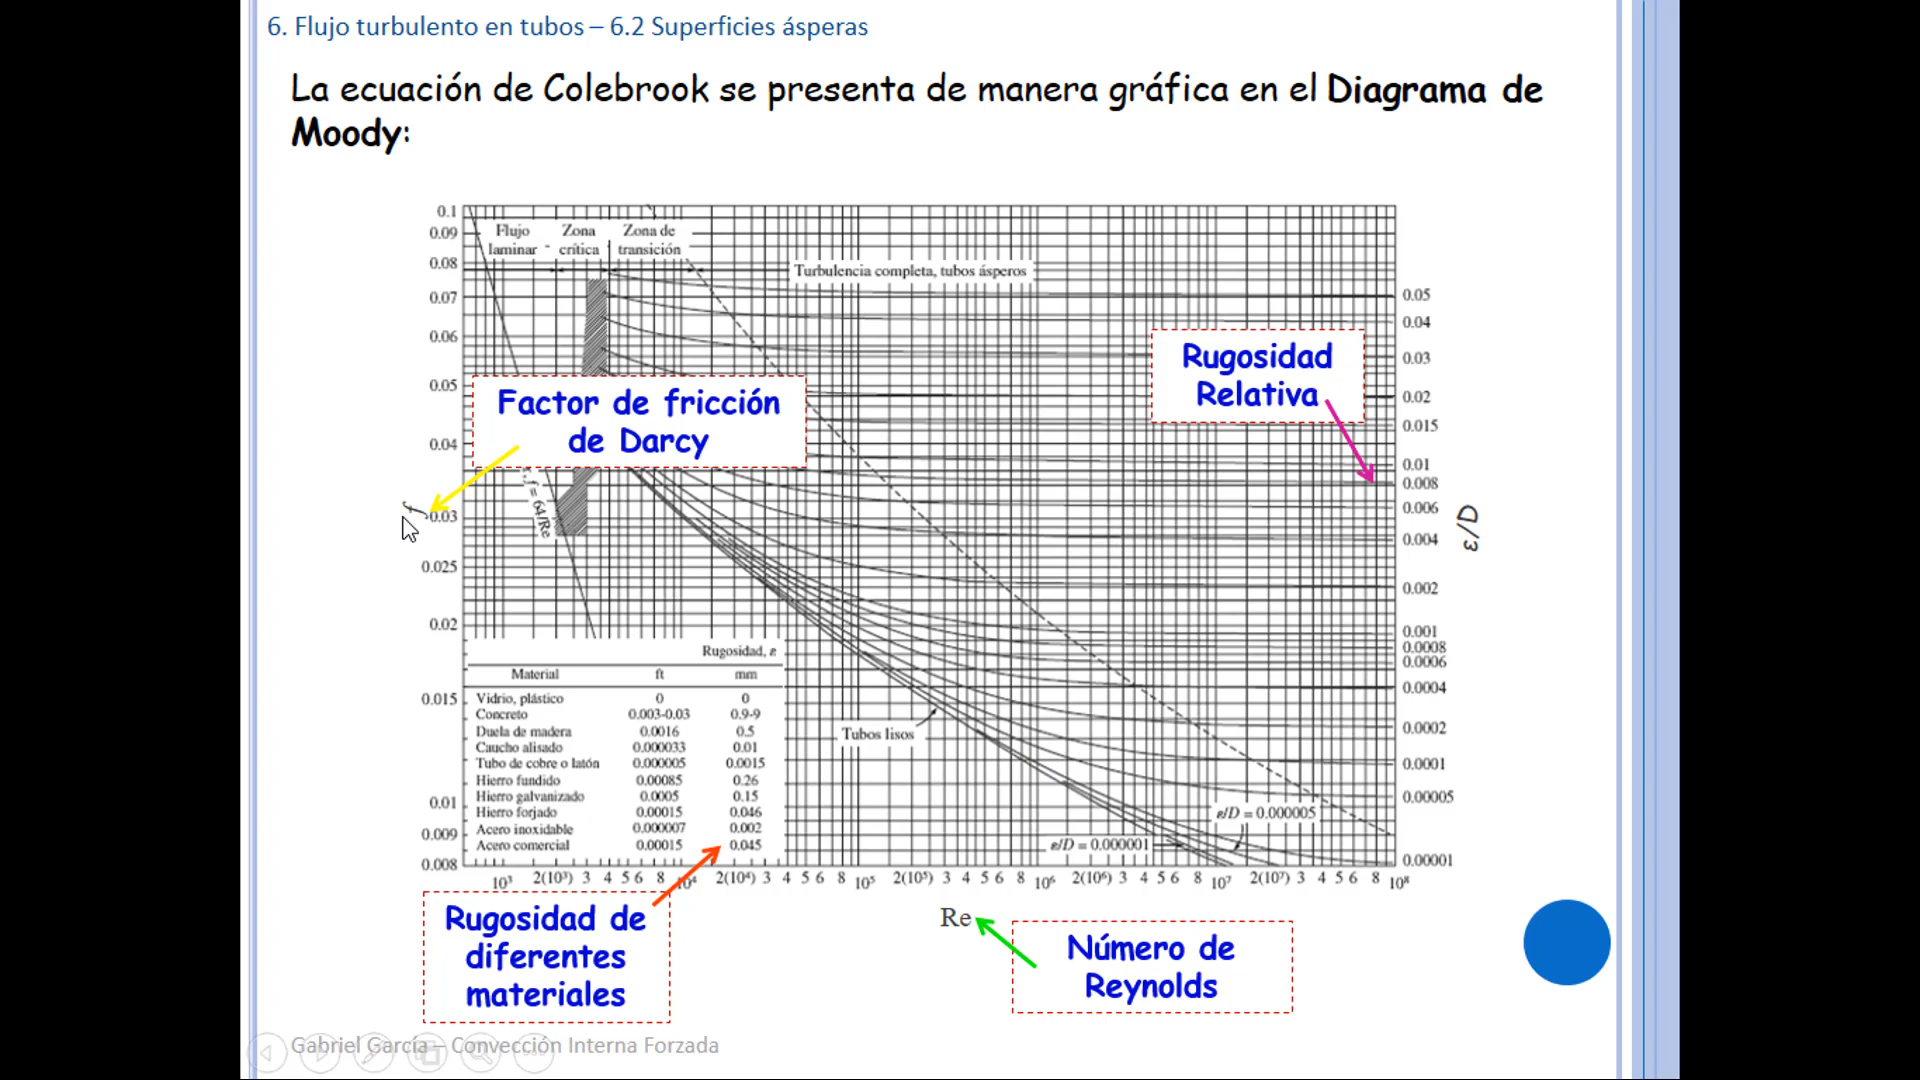 6. Flujo turbulento en tubos – 6.2 Superficies ásperas
La ecuación de Colebrook se presenta de manera gráfica en el Diagrama de
Moody:
0.1
0.09
0.08
0.07
0.06
0.05
0.04
0.03
0.025
0.02
0.015
0.01
0.009
0.008
f
Flujo
laminar
Zona
crítica
Zona de
transición
Turbulencia completa, tubos ásperos
Factor de fricción
de Darcy
f = 64/Re
Rugosidad
Relativa
0.05
0.04
0.03
0.02
0.015
0.01
0.008
0.006
0.004
0.002
0.001
0.0008
0.0006
0.0004
0.0002
0.0001
0.00005
0.00001
ε/D
Rugosidad, ε
Material ft mm
Vidrio, plástico 0 0
Concreto 0.003-0.03 0.9-9
Duela de madera 0.0016 0.5
Caucho alisado 0.000033 0.01
Tubo de cobre o latón 0.000005 0.0015
Hierro fundido 0.00085 0.26
Hierro galvanizado 0.0005 0.15
Hierro forjado 0.00015 0.046
Acero inoxidable 0.000007 0.002
Acero comercial 0.00015 0.045
Tubos lisos
ε/D = 0.000005
ε/D = 0.000001
10³ 2(10³) 3 4 5 6 8 10⁴ 2(10⁴) 3 4 5 6 8 10⁵ 2(10⁵) 3 4 5 6 8 10⁶ 2(10⁶) 3 4 5 6 8 10⁷ 2(10⁷) 3 4 5 6 8 10⁸
Re
Rugosidad de
diferentes
materiales
Número de
Reynolds
Gabriel García – Convección Interna Forzada